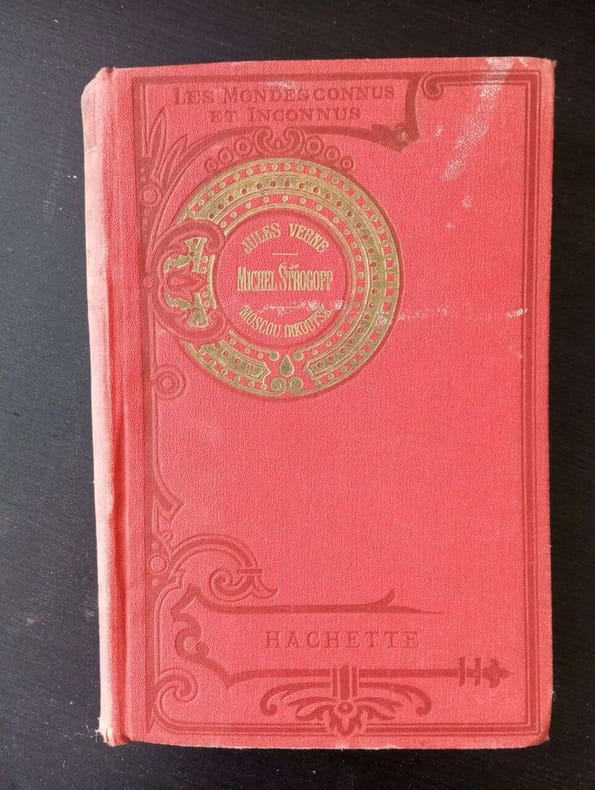 LES MONDES CONNUS
ET INCONNUS
JULES VERNE
MICHEL STROGOFF
MOSCOU IRKOUTSK
HACHETTE